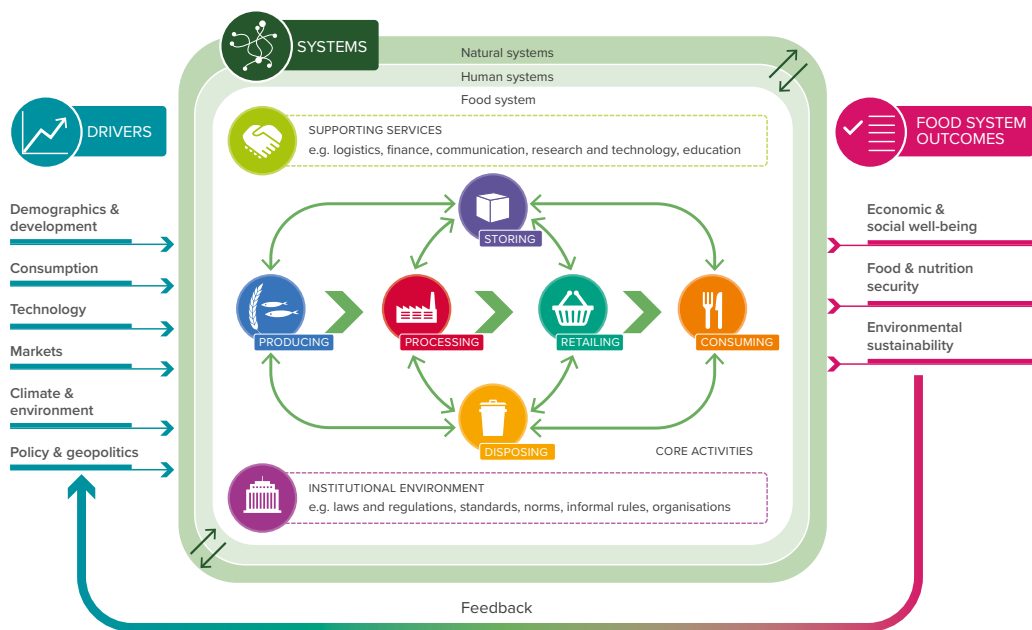 SYSTEMS
Natural systems
Human systems
Food system
DRIVERS
Demographics &
development
Consumption
Technology
Markets
Climate &
environment
Policy & geopolitics
SUPPORTING SERVICES
e.g. logistics, finance, communication, research and technology, education
STORING
PRODUCING
PROCESSING
RETAILING
CONSUMING
DISPOSING
CORE ACTIVITIES
INSTITUTIONAL ENVIRONMENT
e.g. laws and regulations, standards, norms, informal rules, organisations
FOOD SYSTEM
OUTCOMES
Economic &
social well-being
Food & nutrition
security
Environmental
sustainability
Feedback